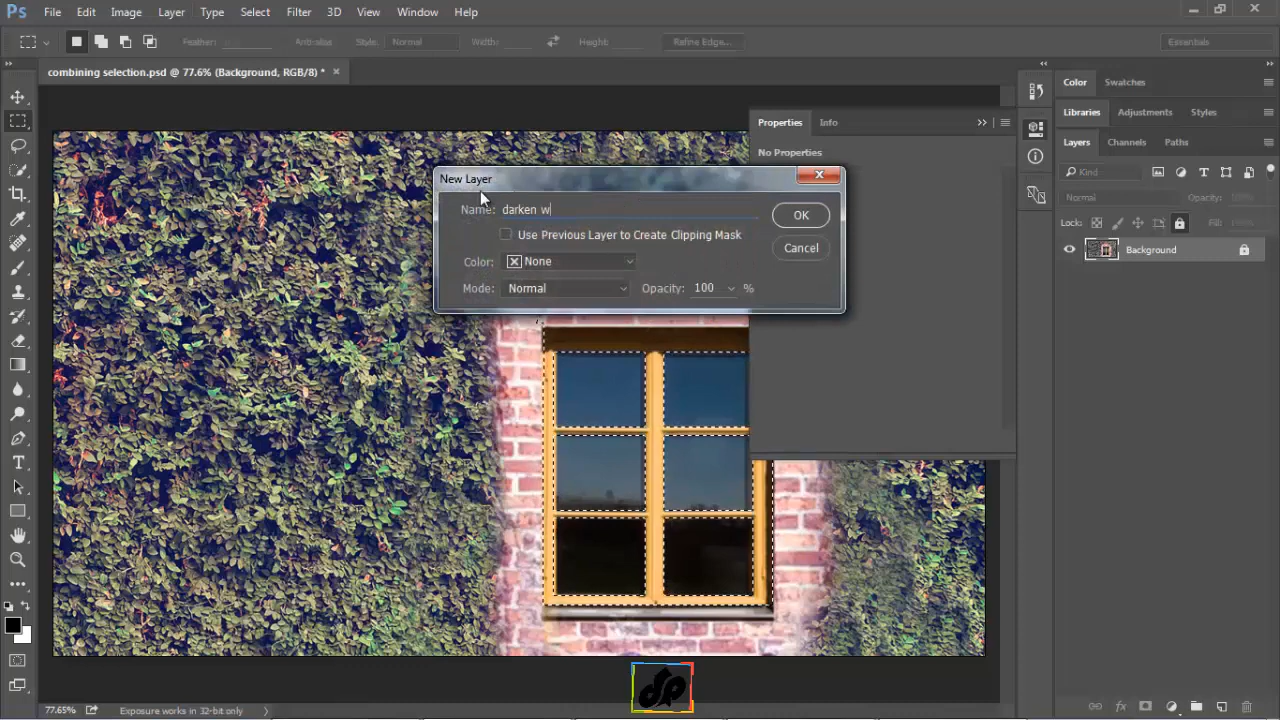 Ps File Edit Image Layer Type Select Filter 3D View Window Help
Feather: Anti-alias Style: Normal Width: Height: Refine Edge... Essentials
combining selection.psd @ 77.6% (Background, RGB/8) *
Color Swatches
Libraries Adjustments Styles
Layers Channels Paths
Kind
Normal Opacity:
Lock: Fill:
Background
Properties Info
No Properties
New Layer
Name: darken w
OK
Use Previous Layer to Create Clipping Mask
Cancel
Color: None
Mode: Normal Opacity: 100 %
dp
77.65% Exposure works in 32-bit only